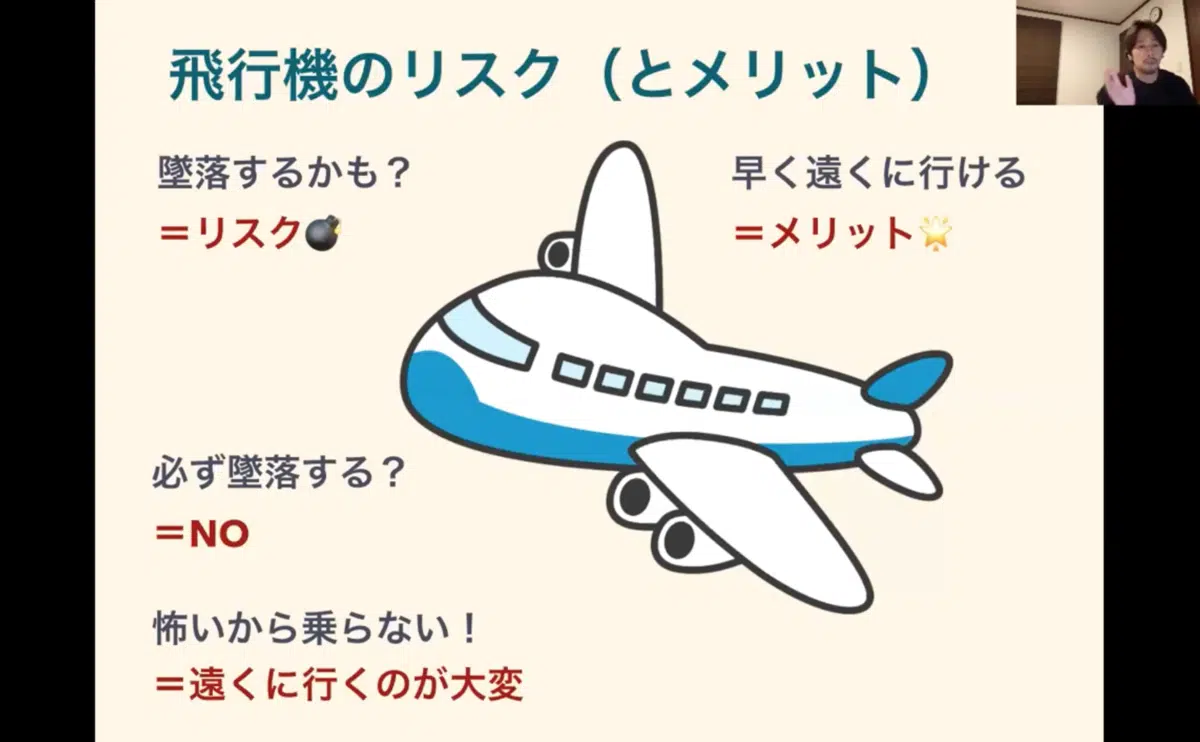 飛行機のリスク（とメリット）
墜落するかも？
＝リスク💣
早く遠くに行ける
＝メリット🌟
必ず墜落する？
＝NO
怖いから乗らない！
＝遠くに行くのが大変